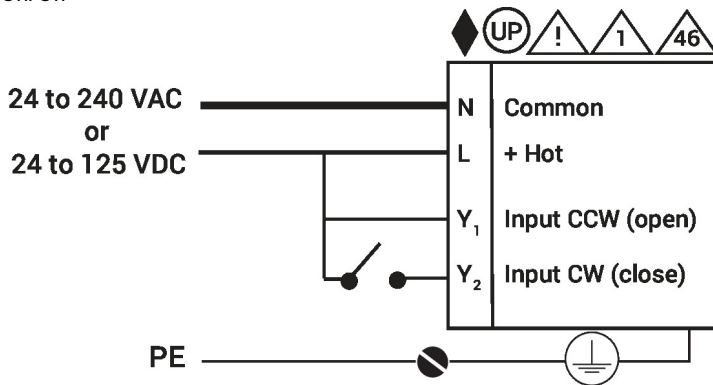 UP ! 1 46
24 to 240 VAC
or
24 to 125 VDC
N Common
L + Hot
Y1 Input CCW (open)
Y2 Input CW (close)
PE